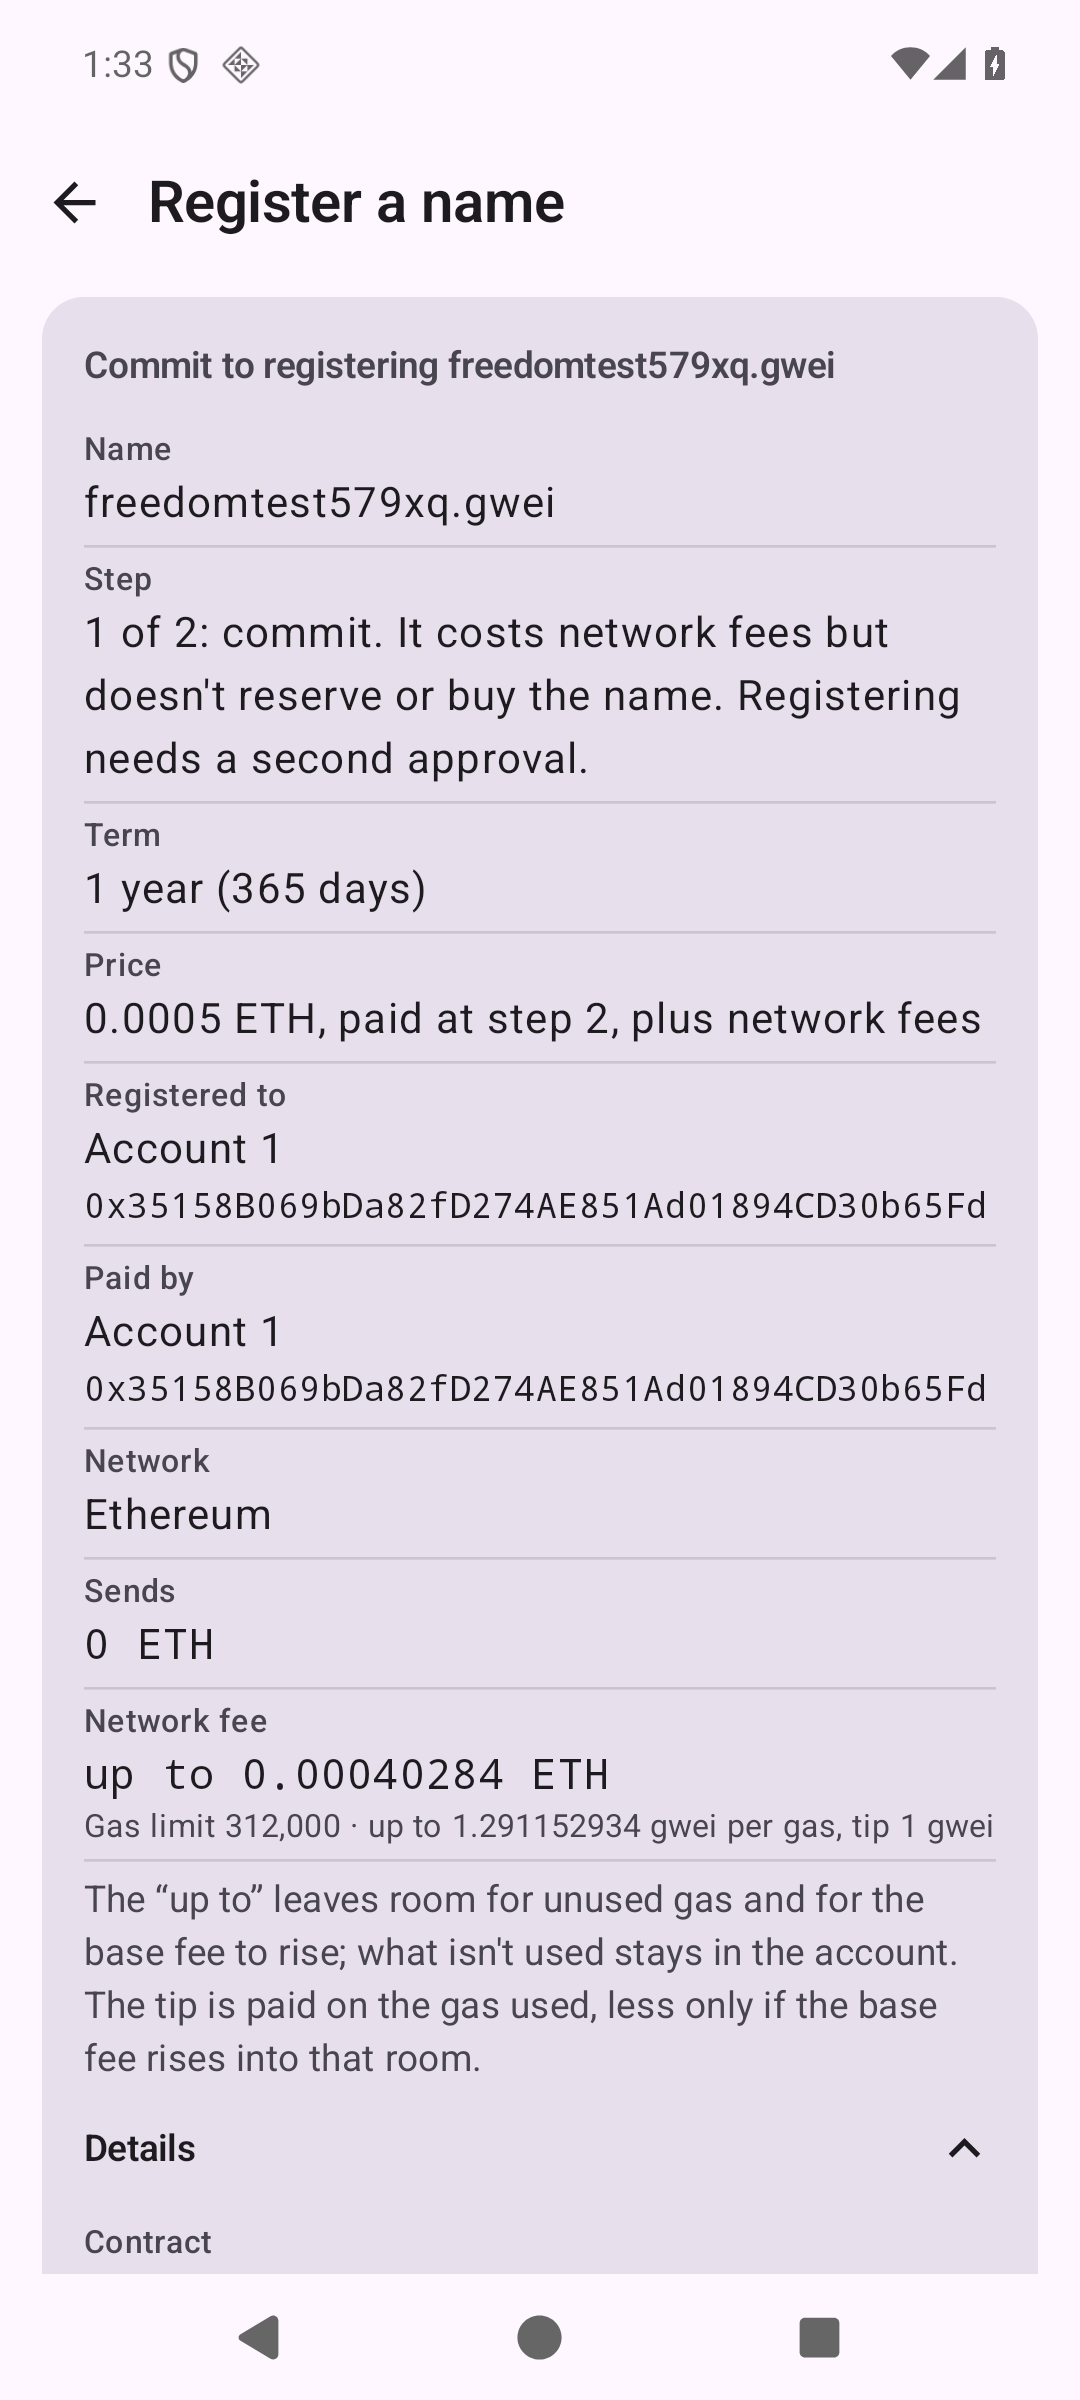 1:33
Register a name
Commit to registering freedomtest579xq.gwei
Name
freedomtest579xq.gwei
Step
1 of 2: commit. It costs network fees but
doesn't reserve or buy the name. Registering
needs a second approval.
Term
1 year (365 days)
Price
0.0005 ETH, paid at step 2, plus network fees
Registered to
Account 1
0x35158B069bDa82fD274AE851Ad01894CD30b65Fd
Paid by
Account 1
0x35158B069bDa82fD274AE851Ad01894CD30b65Fd
Network
Ethereum
Sends
0 ETH
Network fee
up to 0.00040284 ETH
Gas limit 312,000 · up to 1.291152934 gwei per gas, tip 1 gwei
The “up to” leaves room for unused gas and for the
base fee to rise; what isn't used stays in the account.
The tip is paid on the gas used, less only if the base
fee rises into that room.
Details
Contract